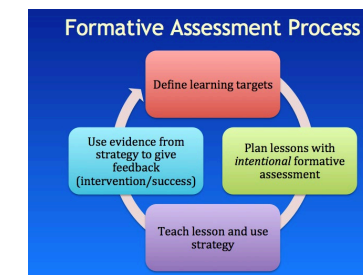 Formative Assessment Process
Define learning targets
Plan lessons with
intentional formative
assessment
Teach lesson and use
strategy
Use evidence from
strategy to give
feedback
(intervention/success)